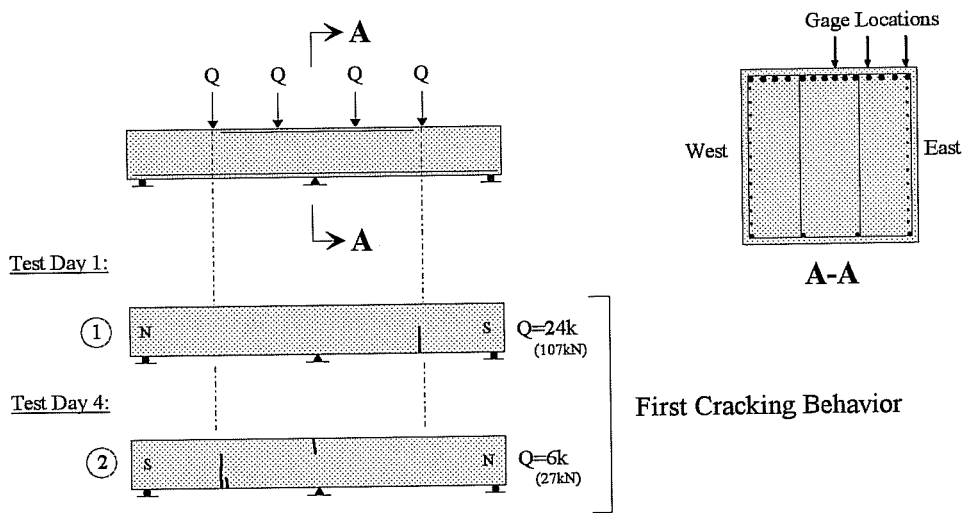 A
Gage Locations
Q Q Q Q
West
East
A
A-A
Test Day 1:
1 N S Q=24k
(107kN)
First Cracking Behavior
Test Day 4:
2 S N Q=6k
(27kN)